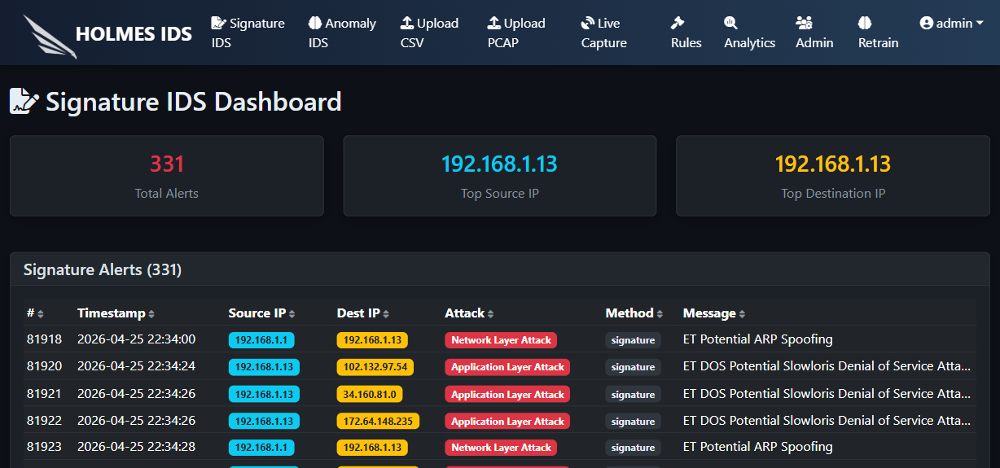 HOLMES IDS
Signature IDS
Anomaly IDS
Upload CSV
Upload PCAP
Live Capture
Rules
Analytics
Admin
Retrain
admin
Signature IDS Dashboard
331
Total Alerts
192.168.1.13
Top Source IP
192.168.1.13
Top Destination IP
Signature Alerts (331)
# Timestamp Source IP Dest IP Attack Method Message
81918 2026-04-25 22:34:00 192.168.1.1 192.168.1.13 Network Layer Attack signature ET Potential ARP Spoofing
81920 2026-04-25 22:34:24 192.168.1.13 102.132.97.54 Application Layer Attack signature ET DOS Potential Slowloris Denial of Service Atta...
81921 2026-04-25 22:34:26 192.168.1.13 34.160.81.0 Application Layer Attack signature ET DOS Potential Slowloris Denial of Service Atta...
81922 2026-04-25 22:34:26 192.168.1.13 172.64.148.235 Application Layer Attack signature ET DOS Potential Slowloris Denial of Service Atta...
81923 2026-04-25 22:34:28 192.168.1.1 192.168.1.13 Network Layer Attack signature ET Potential ARP Spoofing